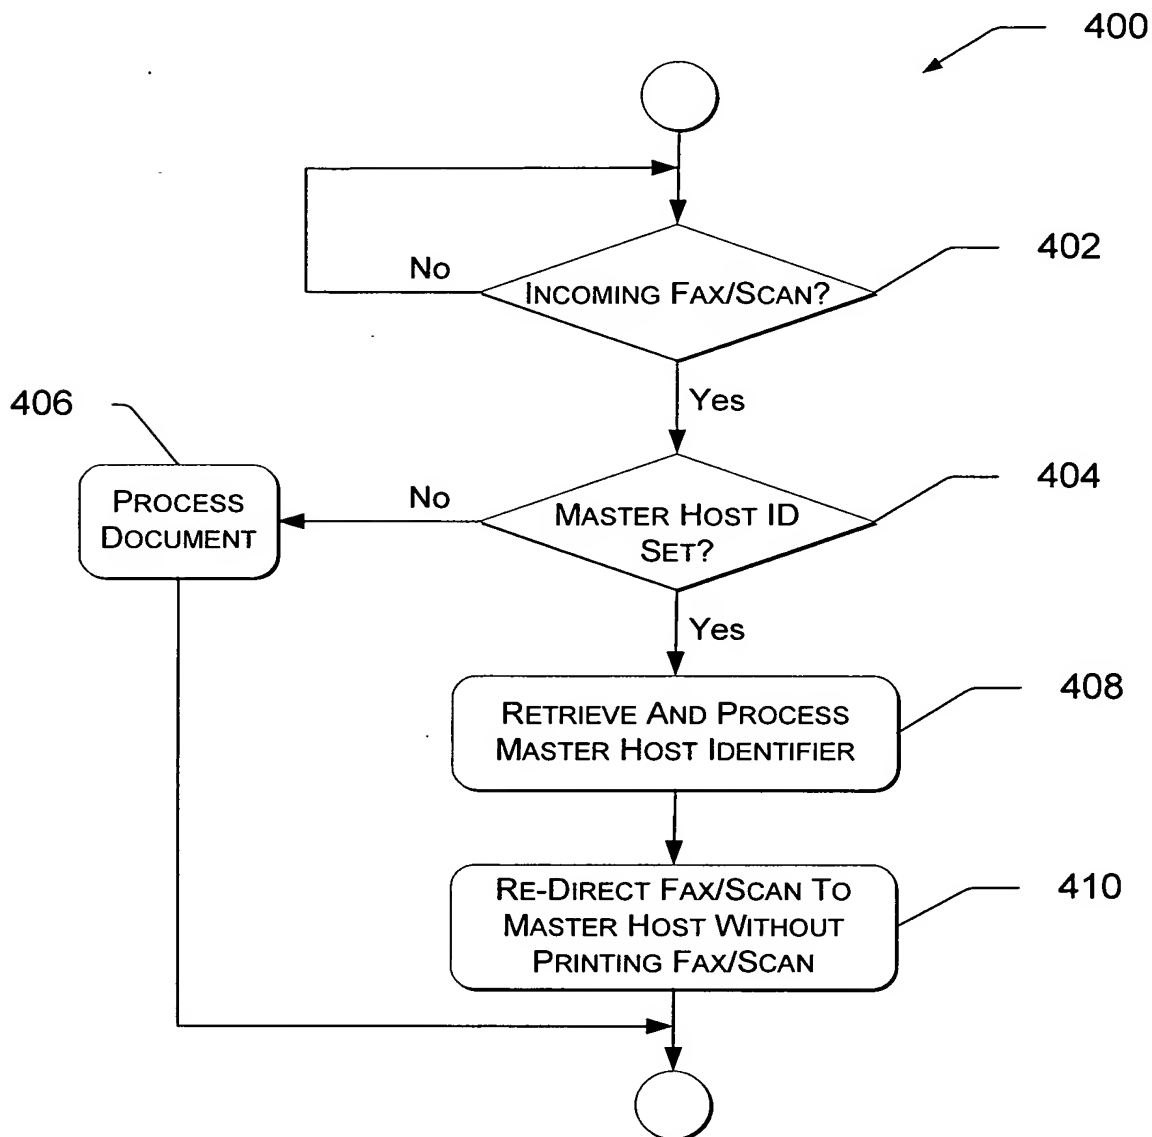 400
402
No
INCOMING FAX/SCAN?
Yes
406
404
PROCESS
DOCUMENT
No
MASTER HOST ID
SET?
Yes
408
RETRIEVE AND PROCESS
MASTER HOST IDENTIFIER
410
RE-DIRECT FAX/SCAN TO
MASTER HOST WITHOUT
PRINTING FAX/SCAN